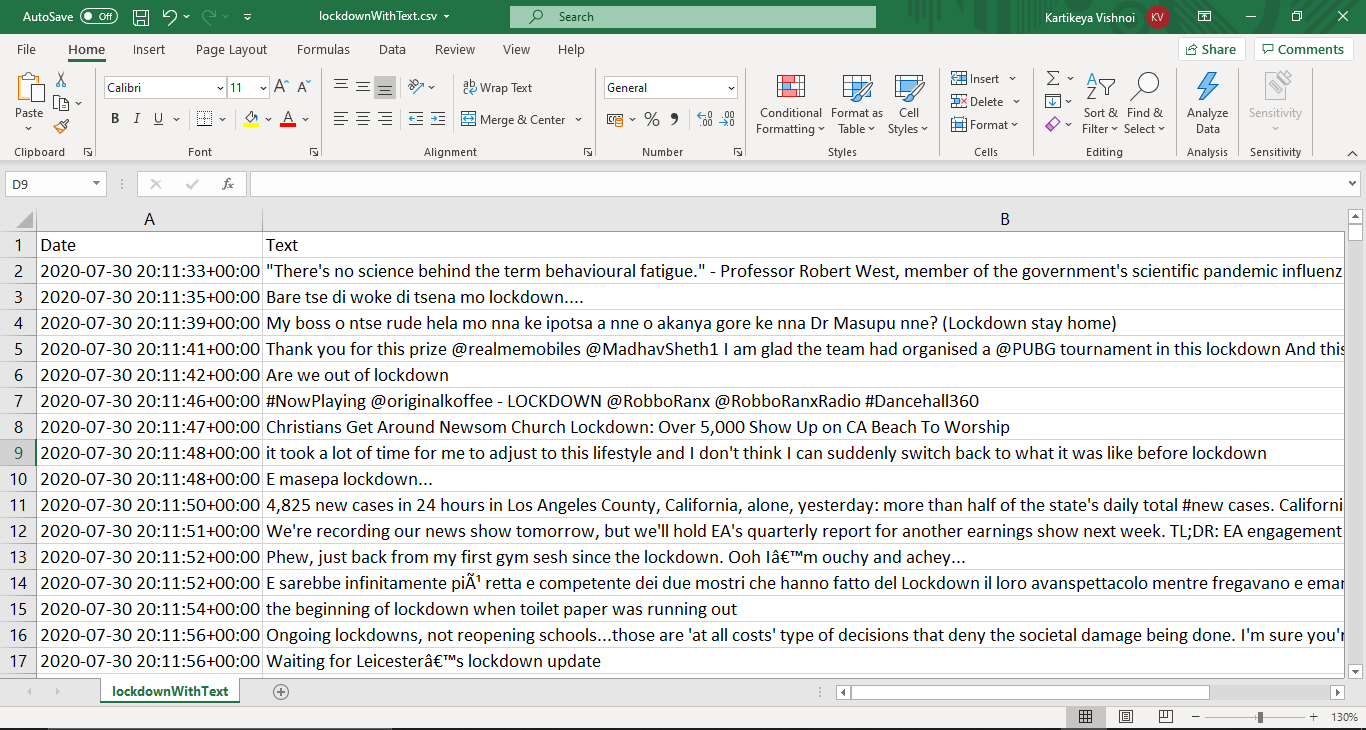 AutoSave Off lockdownWithText.csv Search Kartikeya Vishnoi KV
File Home Insert Page Layout Formulas Data Review View Help Share Comments
Paste Calibri 11 Wrap Text General Conditional Formatting Format as Table Cell Styles Insert Delete Format Sort & Filter Find & Select Analyze Data Sensitivity
B I U Merge & Center
Clipboard Font Alignment Number Styles Cells Editing Analysis Sensitivity
D9 fx
A B
1 Date Text
2 2020-07-30 20:11:33+00:00 "There's no science behind the term behavioural fatigue." - Professor Robert West, member of the government's scientific pandemic influenz
3 2020-07-30 20:11:35+00:00 Bare tse di woke di tsena mo lockdown....
4 2020-07-30 20:11:39+00:00 My boss o ntse rude hela mo nna ke ipotsa a nne o akanya gore ke nna Dr Masupu nne? (Lockdown stay home)
5 2020-07-30 20:11:41+00:00 Thank you for this prize @realmemobiles @MadhavSheth1 I am glad the team had organised a @PUBG tournament in this lockdown And this
6 2020-07-30 20:11:42+00:00 Are we out of lockdown
7 2020-07-30 20:11:46+00:00 #NowPlaying @originalkoffee - LOCKDOWN @RobboRanx @RobboRanxRadio #Dancehall360
8 2020-07-30 20:11:47+00:00 Christians Get Around Newsom Church Lockdown: Over 5,000 Show Up on CA Beach To Worship
9 2020-07-30 20:11:48+00:00 it took a lot of time for me to adjust to this lifestyle and I don't think I can suddenly switch back to what it was like before lockdown
10 2020-07-30 20:11:48+00:00 E masepa lockdown...
11 2020-07-30 20:11:50+00:00 4,825 new cases in 24 hours in Los Angeles County, California, alone, yesterday: more than half of the state's daily total #new cases. Californi
12 2020-07-30 20:11:51+00:00 We're recording our news show tomorrow, but we'll hold EA's quarterly report for another earnings show next week. TL;DR: EA engagement
13 2020-07-30 20:11:52+00:00 Phew, just back from my first gym sesh since the lockdown. Ooh Iâ€™m ouchy and achey...
14 2020-07-30 20:11:52+00:00 E sarebbe infinitamente piÃ¹ retta e competente dei due mostri che hanno fatto del Lockdown il loro avanspettacolo mentre fregavano e emar
15 2020-07-30 20:11:54+00:00 the beginning of lockdown when toilet paper was running out
16 2020-07-30 20:11:56+00:00 Ongoing lockdowns, not reopening schools...those are 'at all costs' type of decisions that deny the societal damage being done. I'm sure you'r
17 2020-07-30 20:11:56+00:00 Waiting for Leicesterâ€™s lockdown update
lockdownWithText
130%